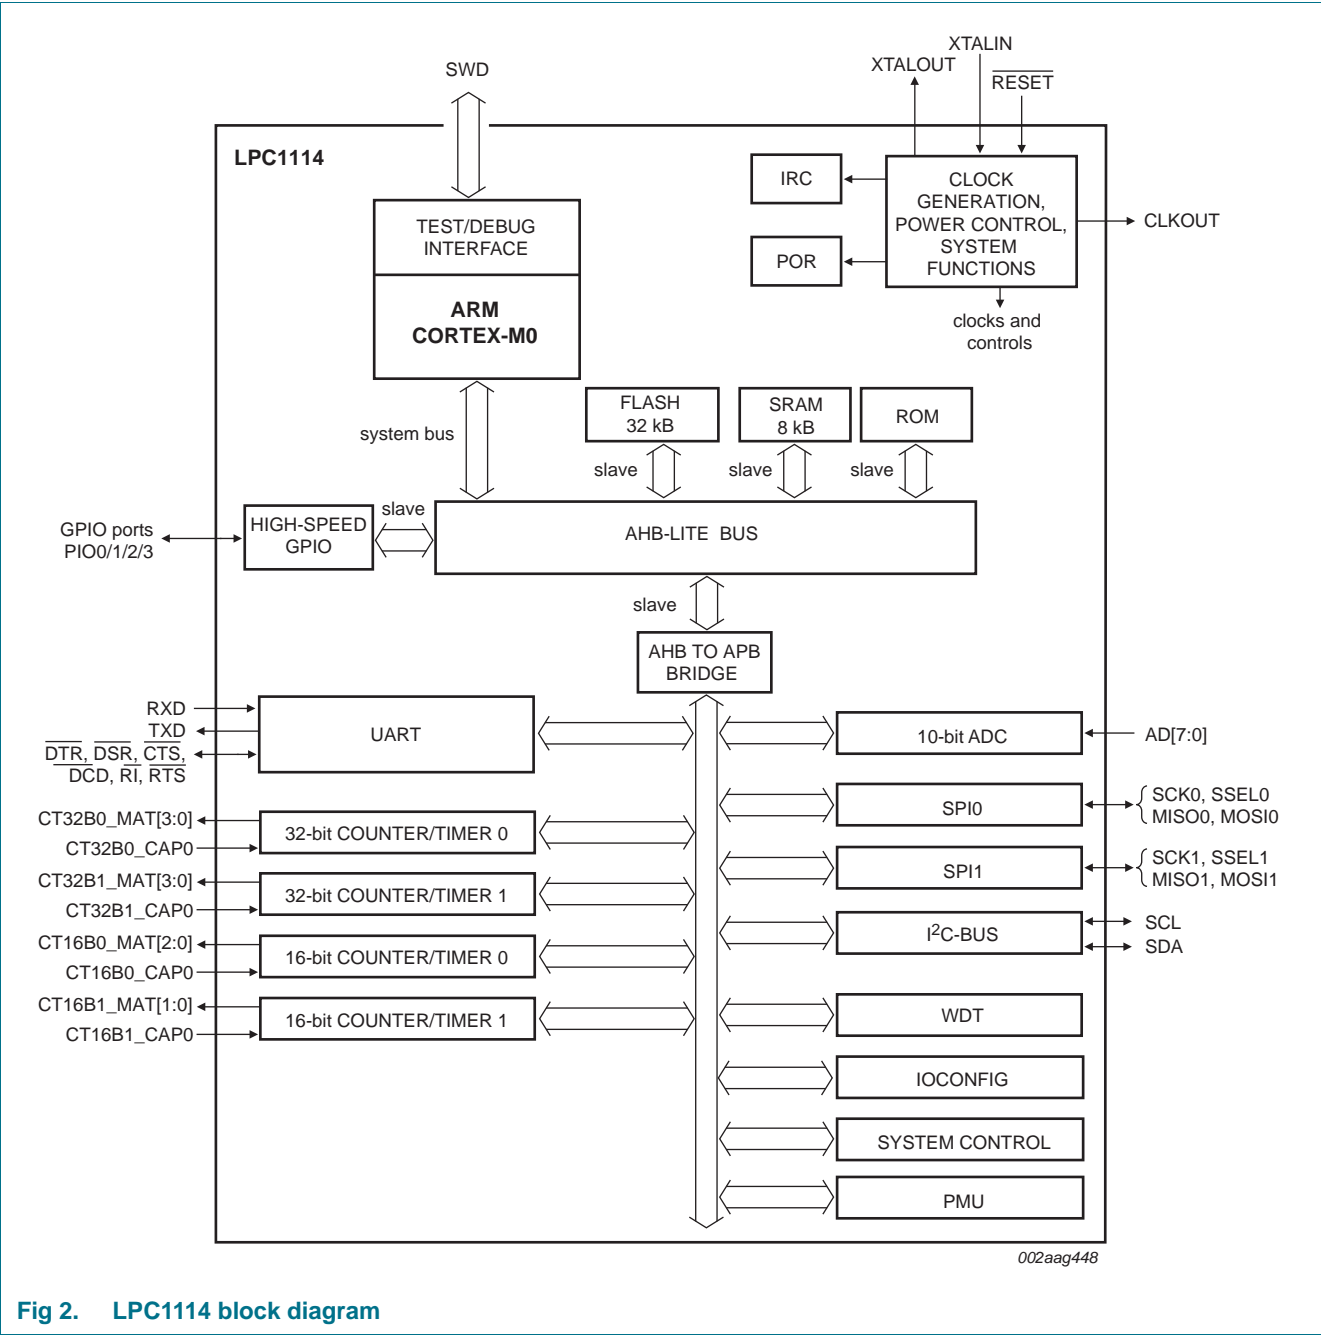 XTALIN
XTALOUT
RESET
SWD
LPC1114
IRC
CLOCK
GENERATION,
POWER CONTROL,
SYSTEM
FUNCTIONS
CLKOUT
TEST/DEBUG
INTERFACE
POR
ARM
CORTEX-M0
clocks and
controls
FLASH
32 kB
SRAM
8 kB
ROM
system bus
slave
slave
slave
slave
GPIO ports
PIO0/1/2/3
HIGH-SPEED
GPIO
AHB-LITE BUS
slave
AHB TO APB
BRIDGE
RXD
TXD
DTR, DSR, CTS,
DCD, RI, RTS
UART
10-bit ADC
AD[7:0]
SPI0
SCK0, SSEL0
MISO0, MOSI0
CT32B0_MAT[3:0]
CT32B0_CAP0
32-bit COUNTER/TIMER 0
SPI1
SCK1, SSEL1
MISO1, MOSI1
CT32B1_MAT[3:0]
CT32B1_CAP0
32-bit COUNTER/TIMER 1
I²C-BUS
SCL
SDA
CT16B0_MAT[2:0]
CT16B0_CAP0
16-bit COUNTER/TIMER 0
CT16B1_MAT[1:0]
CT16B1_CAP0
16-bit COUNTER/TIMER 1
WDT
IOCONFIG
SYSTEM CONTROL
PMU
002aag448
Fig 2. LPC1114 block diagram